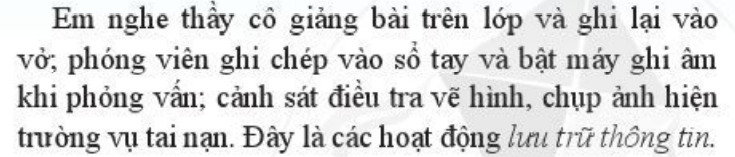 Em nghe thầy cô giảng bài trên lớp và ghi lại vào
vở; phóng viên ghi chép vào sổ tay và bật máy ghi âm
khi phỏng vấn; cảnh sát điều tra vẽ hình, chụp ảnh hiện
trường vụ tai nạn. Đây là các hoạt động lưu trữ thông tin.